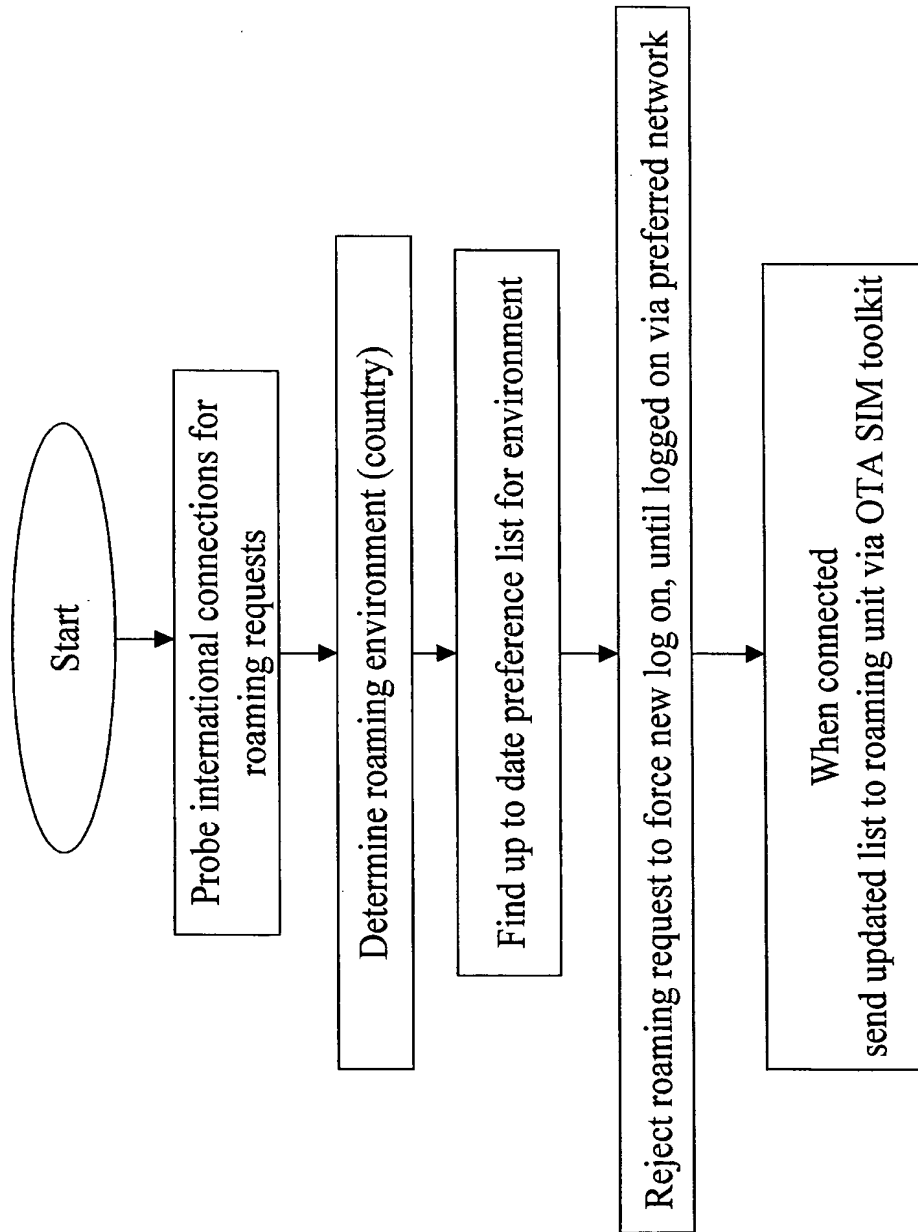 Start
Probe international connections for
roaming requests
Determine roaming environment (country)
Find up to date preference list for environment
Reject roaming request to force new log on, until logged on via preferred network
When connected
send updated list to roaming unit via OTA SIM toolkit